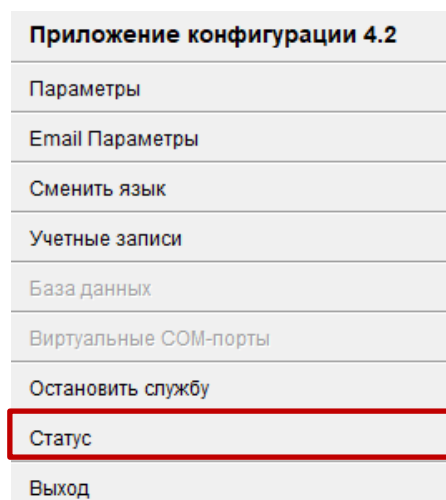 Приложение конфигурации 4.2
Параметры
Email Параметры
Сменить язык
Учетные записи
База данных
Виртуальные COM-порты
Остановить службу
Статус
Выход